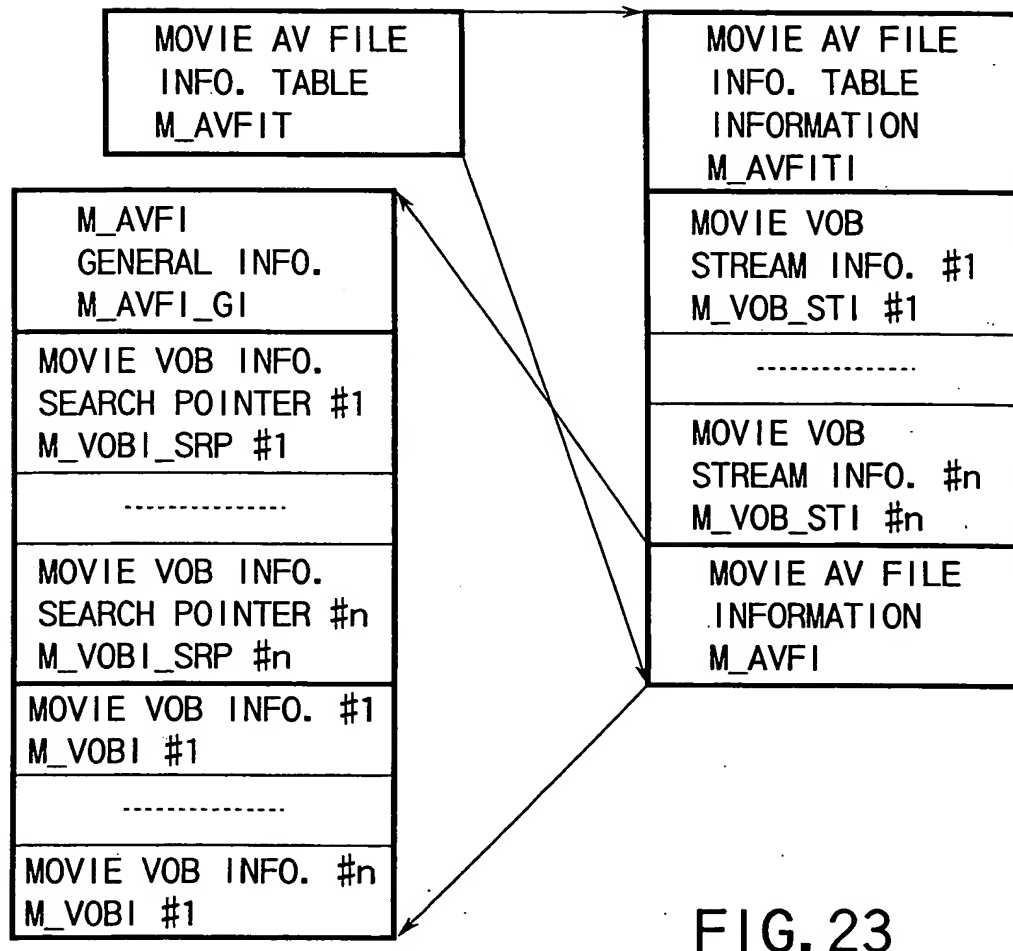 MOVIE AV FILE
INFO. TABLE
M_AVFIT
MOVIE AV FILE
INFO. TABLE
INFORMATION
M_AVFITI
MOVIE VOB
STREAM INFO. #1
M_VOB_STI #1
MOVIE VOB
STREAM INFO. #n
M_VOB_STI #n
MOVIE AV FILE
INFORMATION
M_AVFI
M_AVFI
GENERAL INFO.
M_AVFI_GI
MOVIE VOB INFO.
SEARCH POINTER #1
M_VOBI_SRP #1
MOVIE VOB INFO.
SEARCH POINTER #n
M_VOBI_SRP #n
MOVIE VOB INFO. #1
M_VOBI #1
MOVIE VOB INFO. #n
M_VOBI #1
FIG. 23